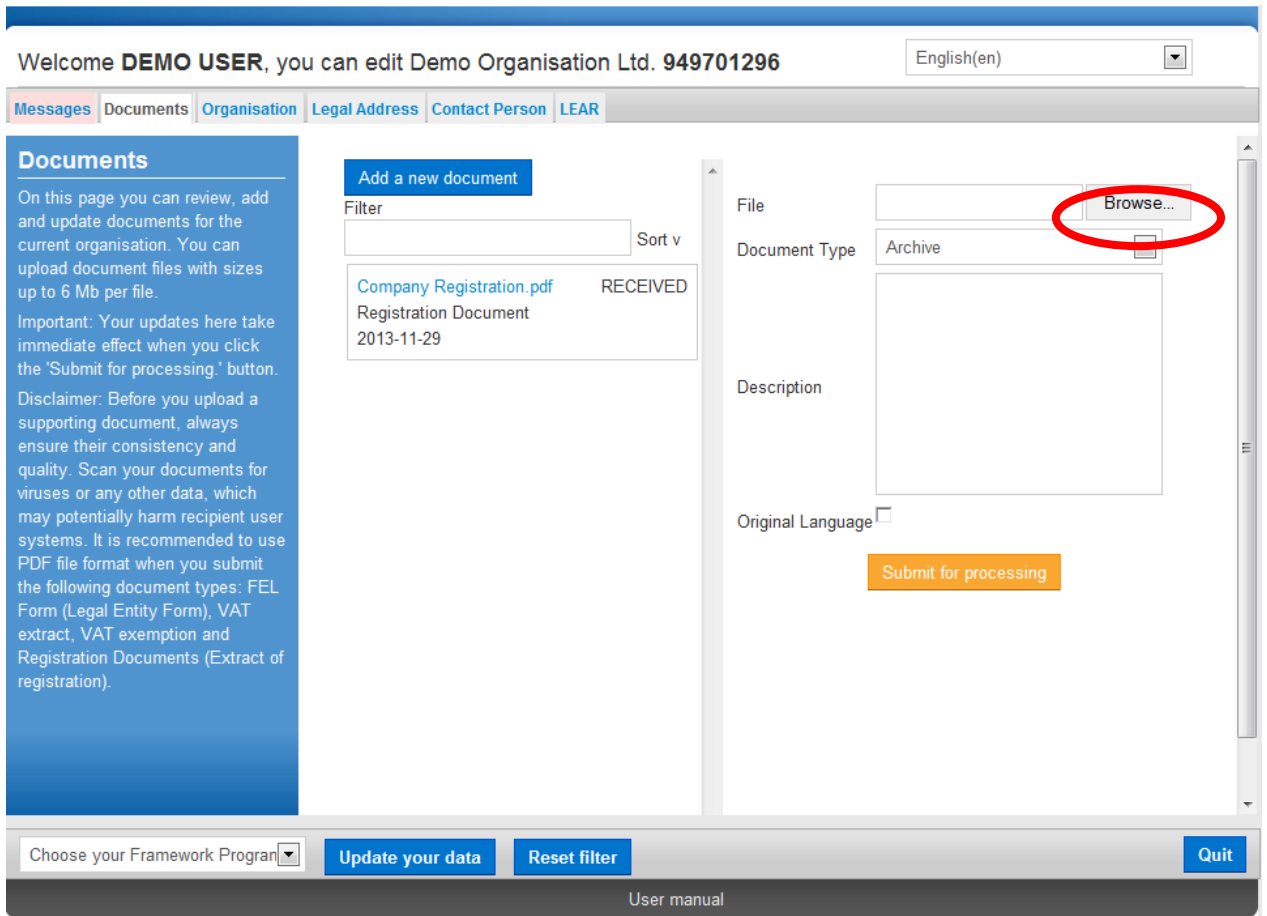 Welcome DEMO USER, you can edit Demo Organisation Ltd. 949701296
English(en)
Messages Documents Organisation Legal Address Contact Person LEAR
Documents
On this page you can review, add
and update documents for the
current organisation. You can
upload document files with sizes
up to 6 Mb per file.
Important: Your updates here take
immediate effect when you click
the 'Submit for processing.' button.
Disclaimer: Before you upload a
supporting document, always
ensure their consistency and
quality. Scan your documents for
viruses or any other data, which
may potentially harm recipient user
systems. It is recommended to use
PDF file format when you submit
the following document types: FEL
Form (Legal Entity Form), VAT
extract, VAT exemption and
Registration Documents (Extract of
registration).
Add a new document
Filter
Sort v
Company Registration.pdf RECEIVED
Registration Document
2013-11-29
File
Browse...
Document Type Archive
Description
Original Language
Submit for processing
Choose your Framework Progran
Update your data
Reset filter
Quit
User manual